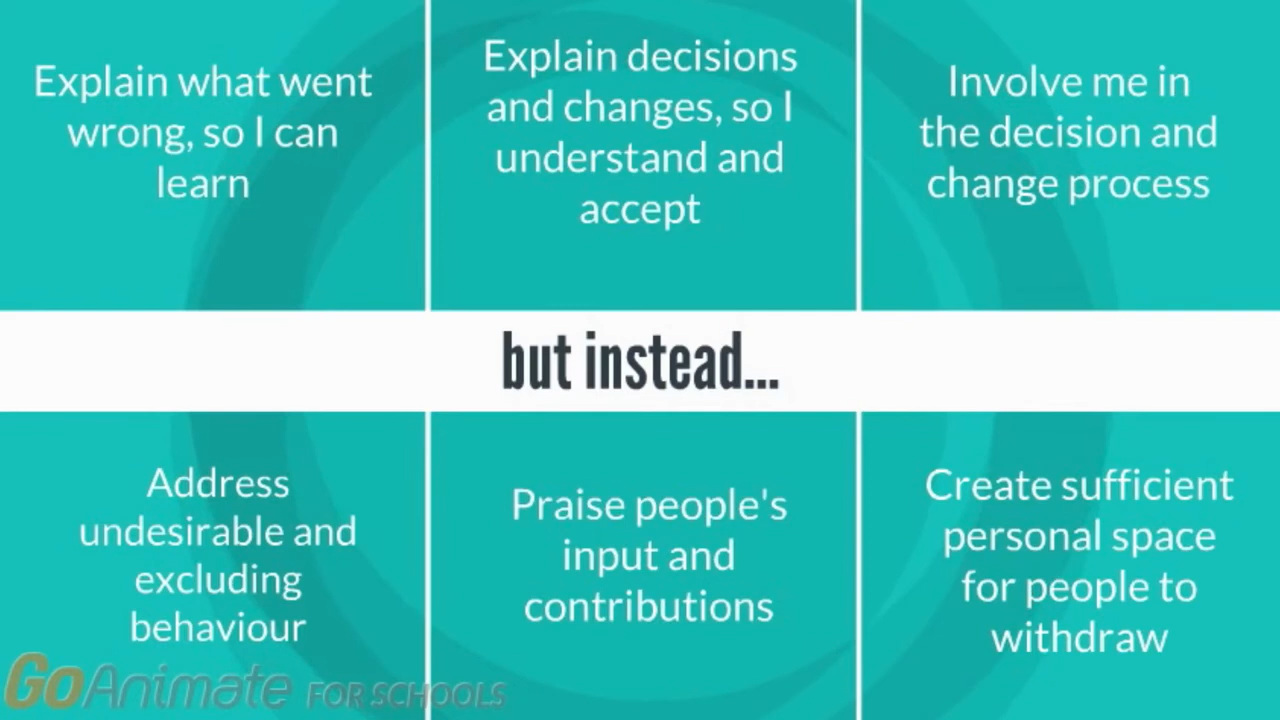 Explain what went
wrong, so I can
learn
Explain decisions
and changes, so I
understand and
accept
Involve me in
the decision and
change process
but instead...
Address
undesirable and
excluding
behaviour
Praise people's
input and
contributions
Create sufficient
personal space
for people to
withdraw
GoAnimate FOR SCHOOLS